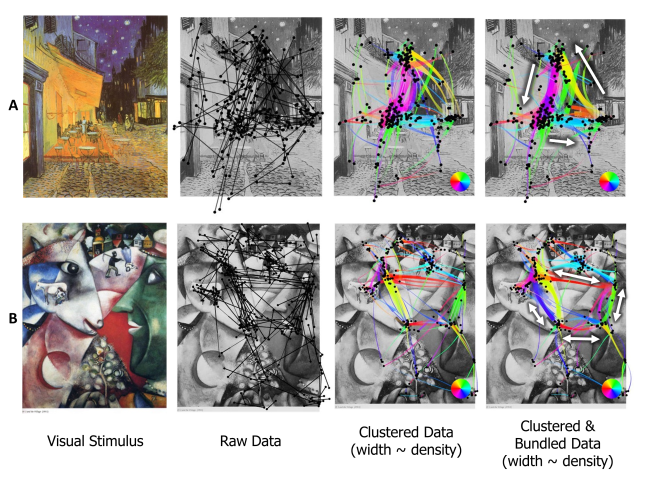 A
B
Visual Stimulus
Raw Data
Clustered Data
(width ~ density)
Clustered &
Bundled Data
(width ~ density)